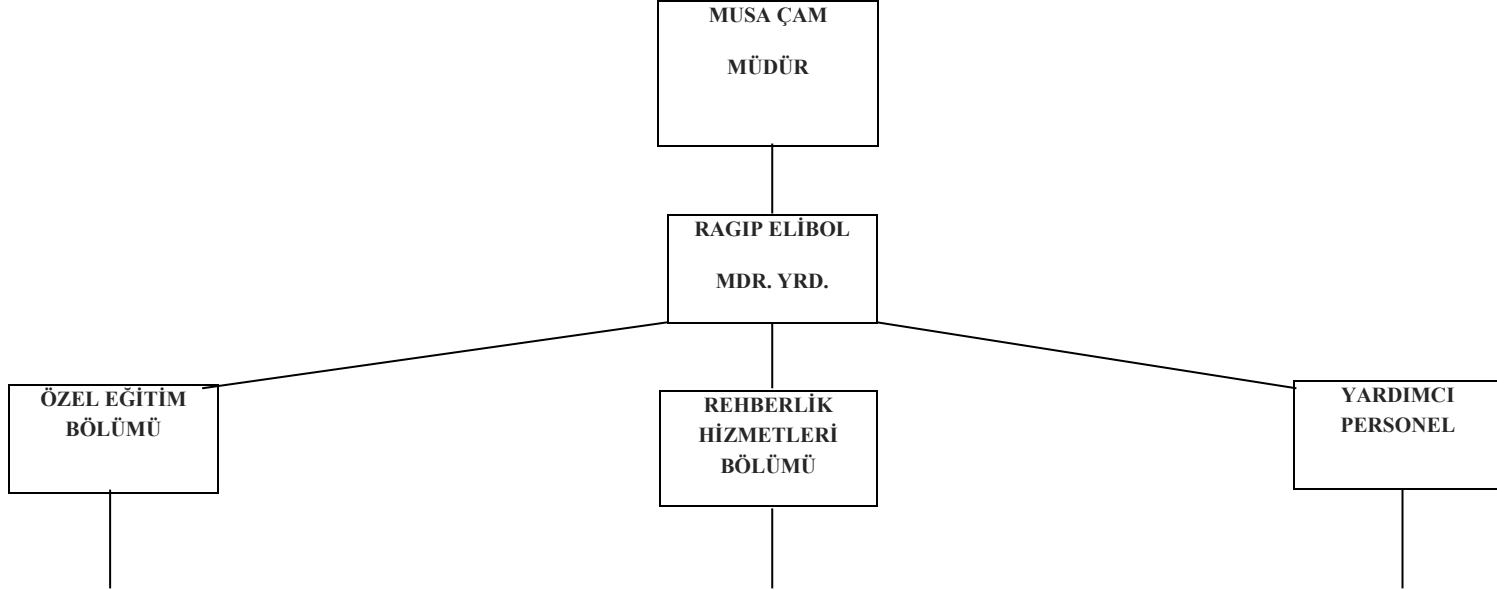 MUSA ÇAM
MÜDÜR
RAGIP ELİBOL
MDR. YRD.
ÖZEL EĞİTİM
BÖLÜMÜ
REHBERLİK
HİZMETLERİ
BÖLÜMÜ
YARDIMCI
PERSONEL